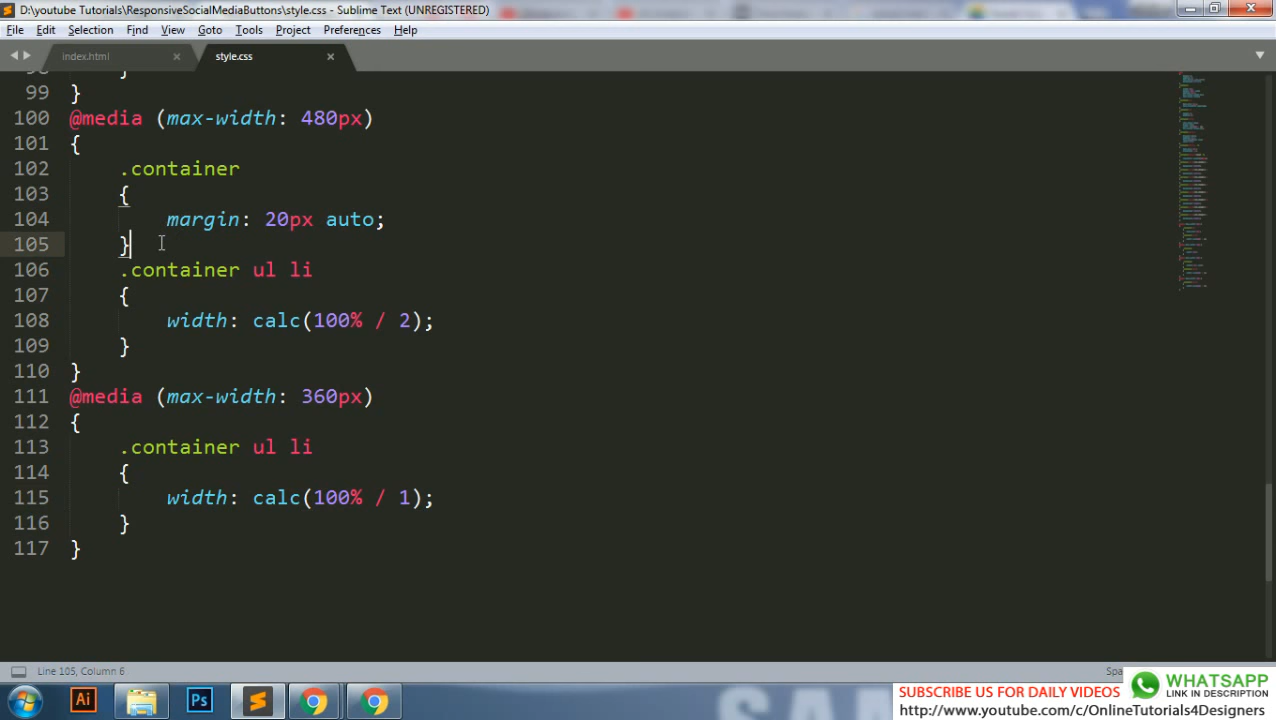 D:\youtube Tutorials\ResponsiveSocialMediaButtons\style.css - Sublime Text (UNREGISTERED)
File Edit Selection Find View Goto Tools Project Preferences Help
index.html style.css
98 }
99 }
100 @media (max-width: 480px)
101 {
102 .container
103 {
104 margin: 20px auto;
105 }
106 .container ul li
107 {
108 width: calc(100% / 2);
109 }
110 }
111 @media (max-width: 360px)
112 {
113 .container ul li
114 {
115 width: calc(100% / 1);
116 }
117 }
Line 105, Column 6
Ai Ps
SUBSCRIBE US FOR DAILY VIDEOS
WHATSAPP
LINK IN DESCRIPTION
http://www.youtube.com/c/OnlineTutorials4Designers